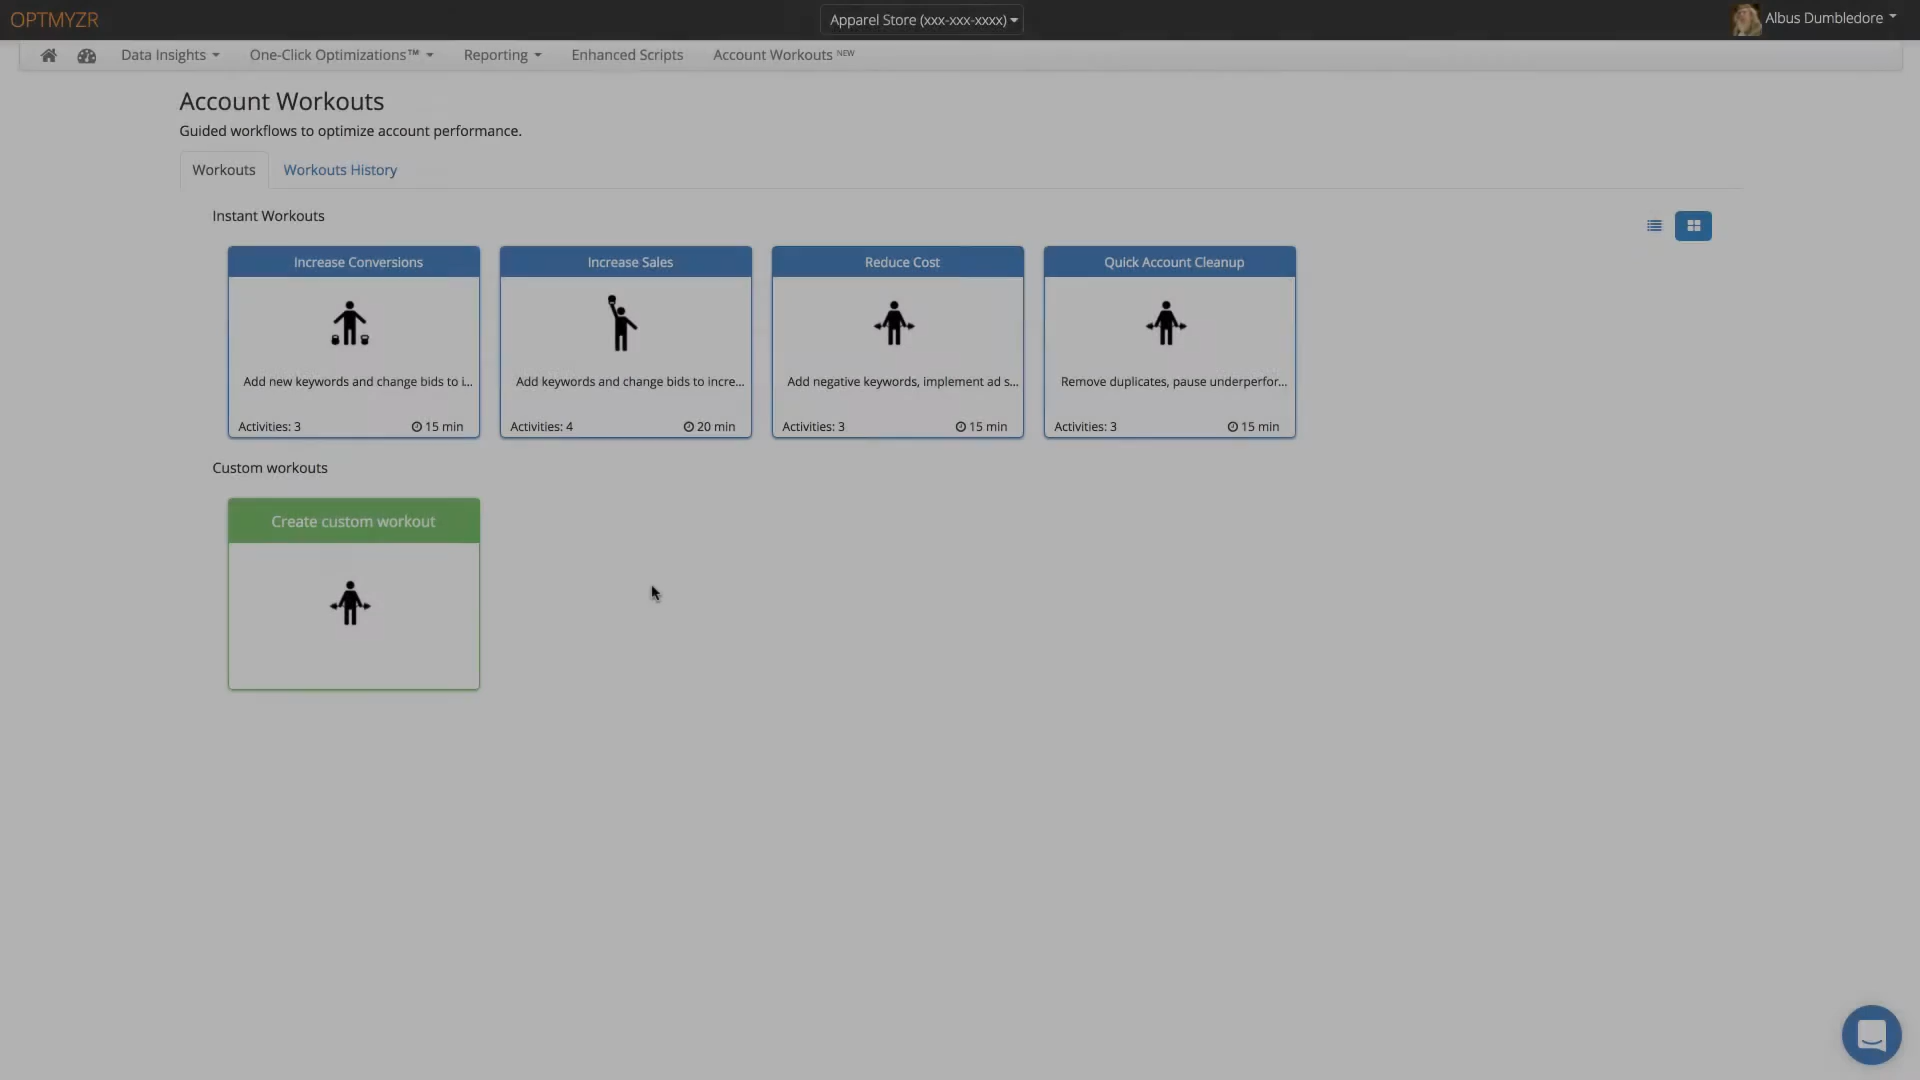 OPTMYZR
Apparel Store (xxx-xxx-xxxx)
Albus Dumbledore
Data Insights
One-Click Optimizations™
Reporting
Enhanced Scripts
Account Workouts NEW
Account Workouts
Guided workflows to optimize account performance.
Workouts
Workouts History
Instant Workouts
Increase Conversions
Increase Sales
Reduce Cost
Quick Account Cleanup
Add new keywords and change bids to i...
Add keywords and change bids to incre...
Add negative keywords, implement ad s...
Remove duplicates, pause underperfor...
Activities: 3
15 min
Activities: 4
20 min
Activities: 3
15 min
Activities: 3
15 min
Custom workouts
Create custom workout